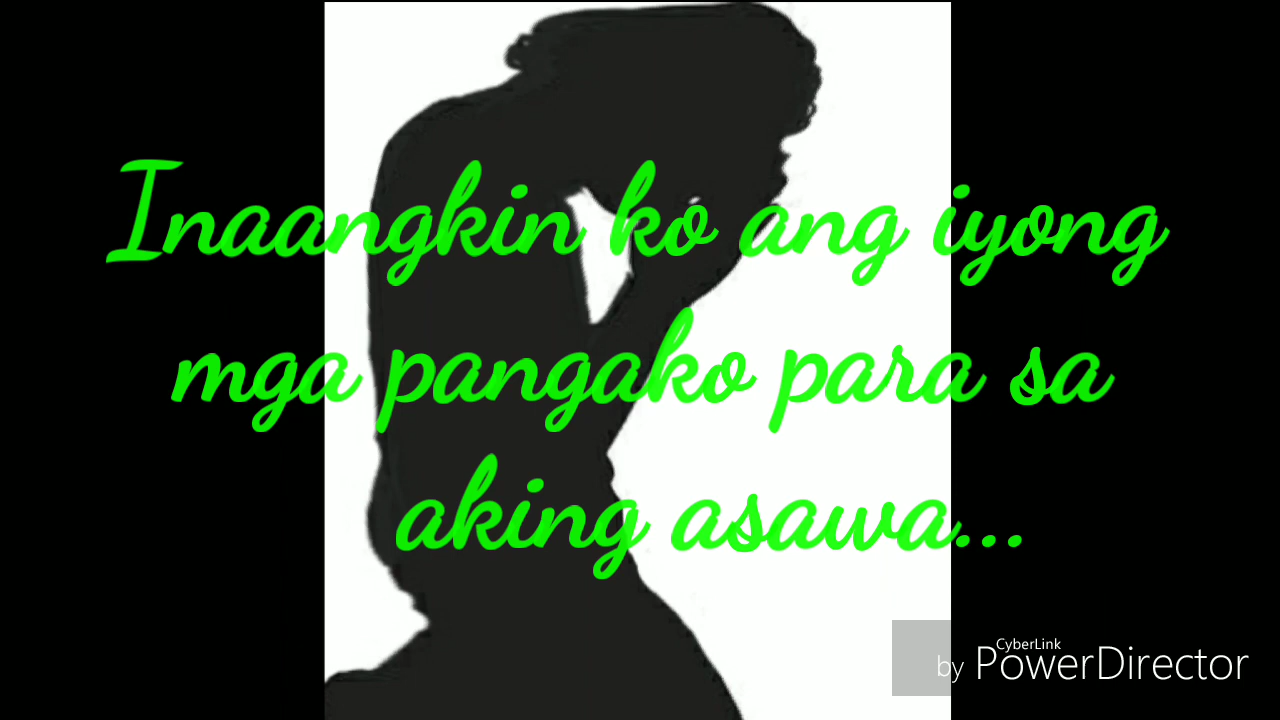 Inaangkin ko ang iyong
mga pangako para sa
aking asawa...
CyberLink
by PowerDirector